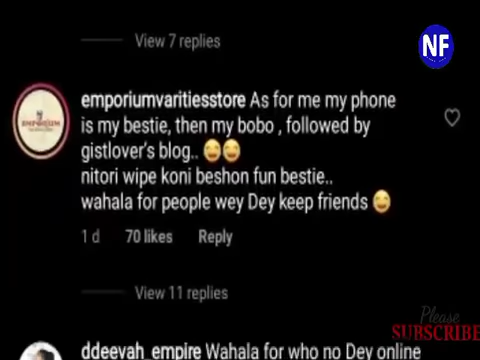 View 7 replies
NF
emporiumvaritiesstore As for me my phone
is my bestie, then my bobo , followed by
gistlover's blog.. 😄😄
nitori wipe koni beshon fun bestie..
wahala for people wey Dey keep friends 😄
1 d 70 likes Reply
View 11 replies
Please
SUBSCRIBE
ddeevah_empire Wahala for who no Dey online